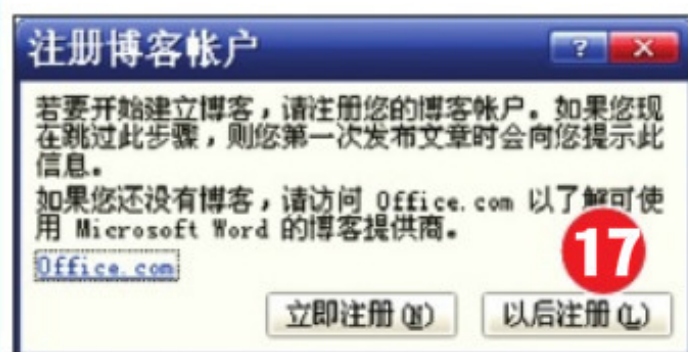 注册博客帐户
? X
若要开始建立博客，请注册您的博客帐户。如果您现
在跳过此步骤，则您第一次发布文章时会向您提示此
信息。
如果您还没有博客，请访问 Office.com 以了解可使
用 Microsoft Word 的博客提供商。
Office.com
17
立即注册(N) 以后注册(L)